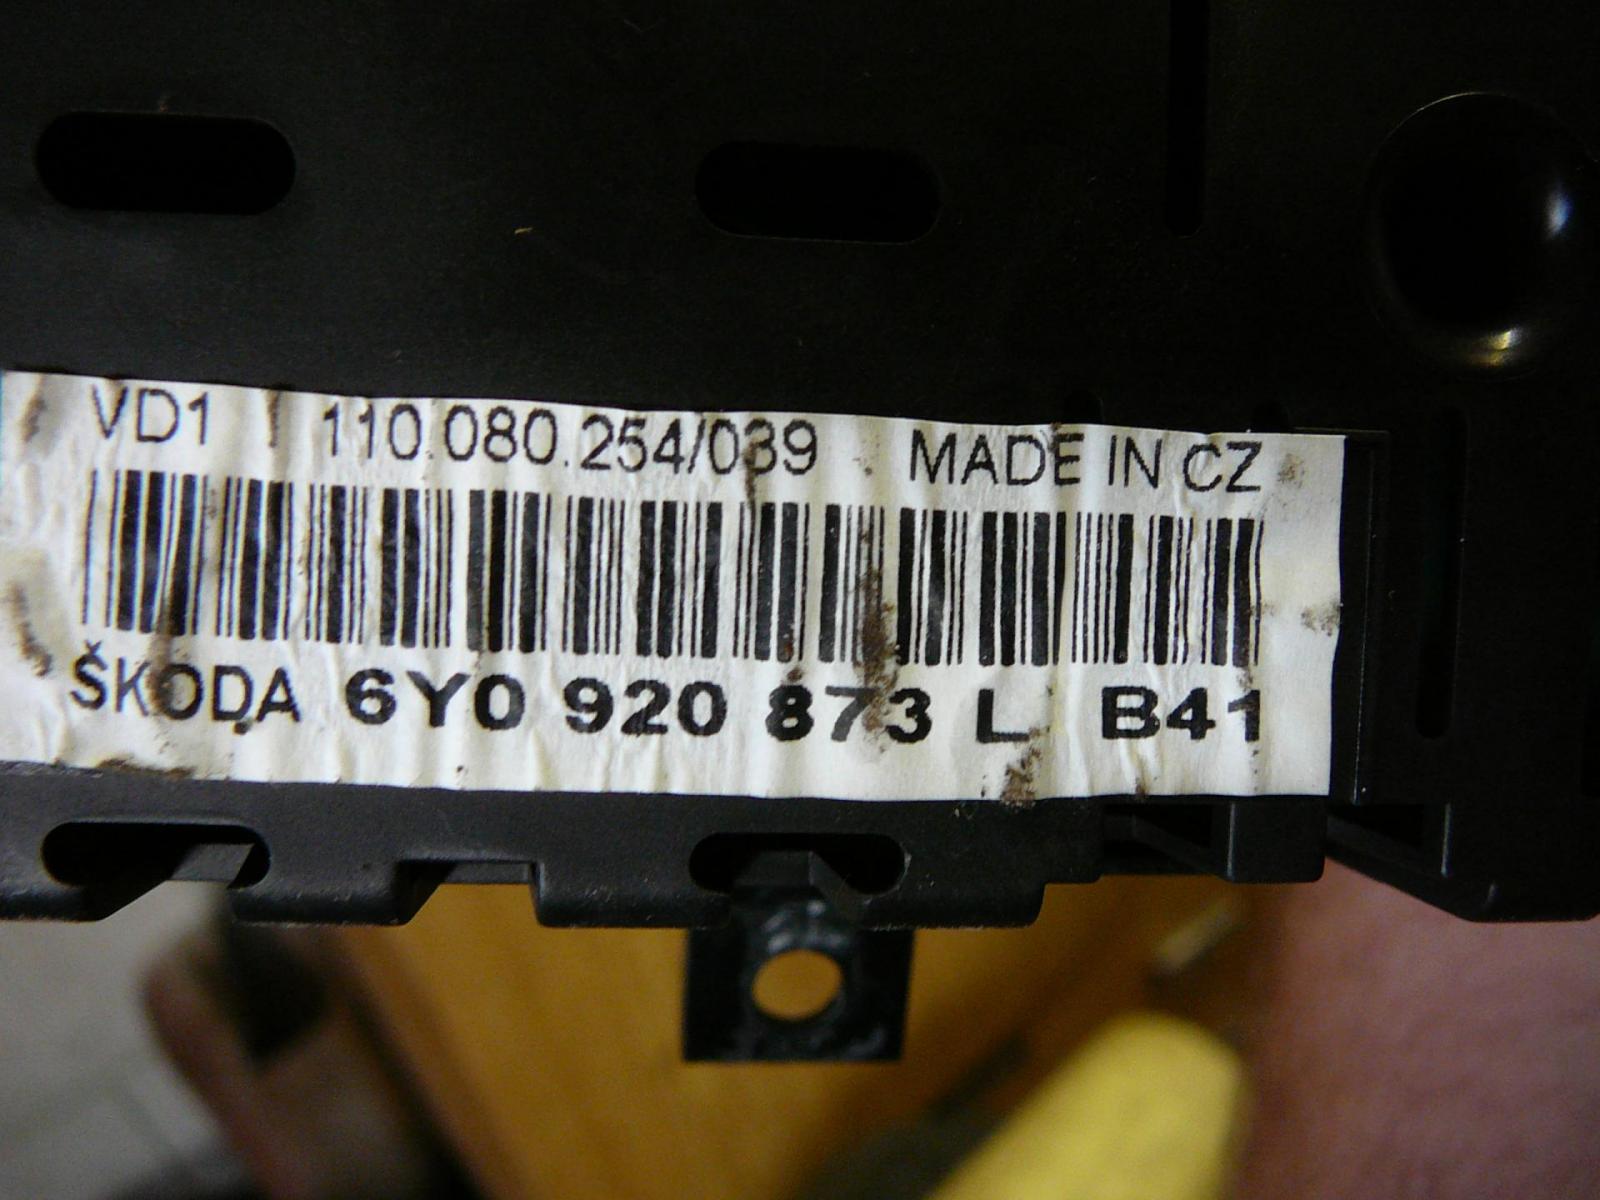 VD1 110.080.254/039 MADE IN CZ
ŠKODA 6Y0 920 873 L B41